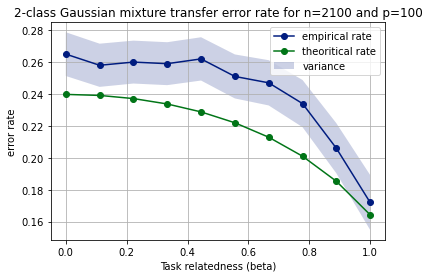 2-class Gaussian mixture transfer error rate for n=2100 and p=100
empirical rate
theoritical rate
variance
error rate
0.28
0.26
0.24
0.22
0.20
0.18
0.16
0.0
0.2
0.4
0.6
0.8
1.0
Task relatedness (beta)